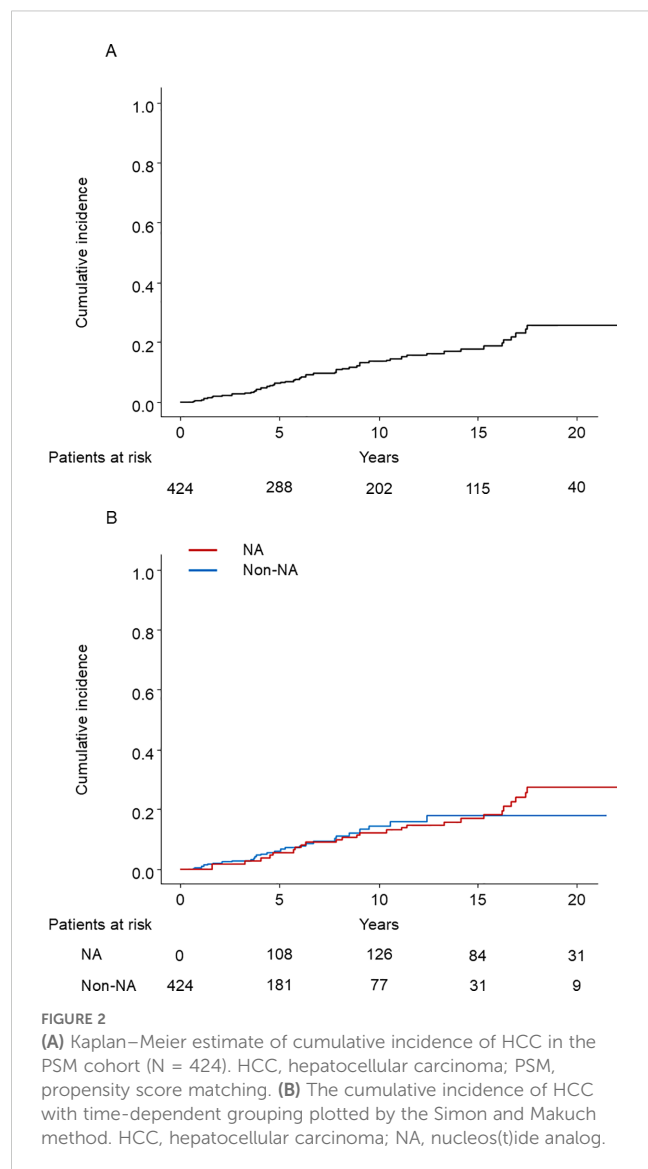 A
1.0
0.8
0.6
0.4
0.2
0.0
Cumulative incidence
0 5 10 15 20
Patients at risk Years
424 288 202 115 40
B
NA
Non-NA
1.0
0.8
0.6
0.4
0.2
0.0
Cumulative incidence
0 5 10 15 20
Patients at risk Years
NA 0 108 126 84 31
Non-NA 424 181 77 31 9
FIGURE 2
(A) Kaplan–Meier estimate of cumulative incidence of HCC in the
PSM cohort (N = 424). HCC, hepatocellular carcinoma; PSM,
propensity score matching. (B) The cumulative incidence of HCC
with time-dependent grouping plotted by the Simon and Makuch
method. HCC, hepatocellular carcinoma; NA, nucleos(t)ide analog.